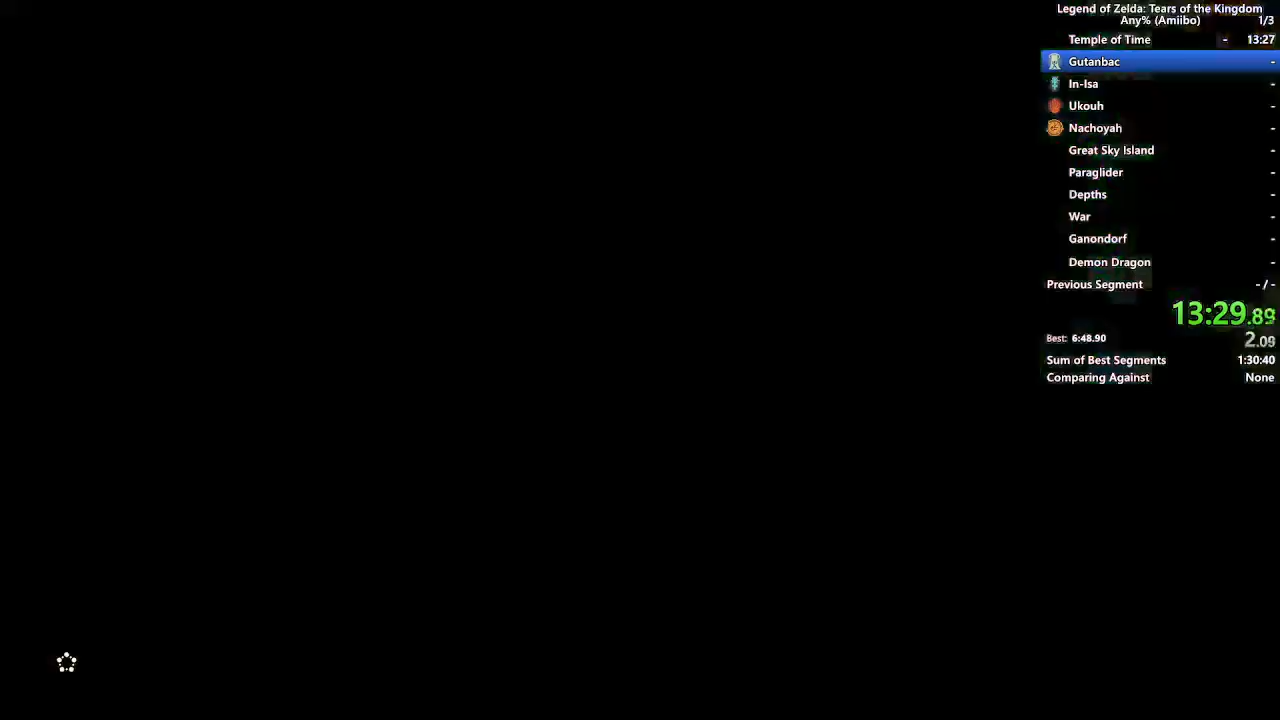 Legend of Zelda: Tears of the Kingdom
Any% (Amiibo) 1/3
Temple of Time - 13:27
Gutanbac -
In-Isa -
Ukouh -
Nachoyah -
Great Sky Island -
Paraglider -
Depths -
War -
Ganondorf -
Demon Dragon -
Previous Segment - / -
13:29.89
Best: 6:48.90 2.09
Sum of Best Segments 1:30:40
Comparing Against None